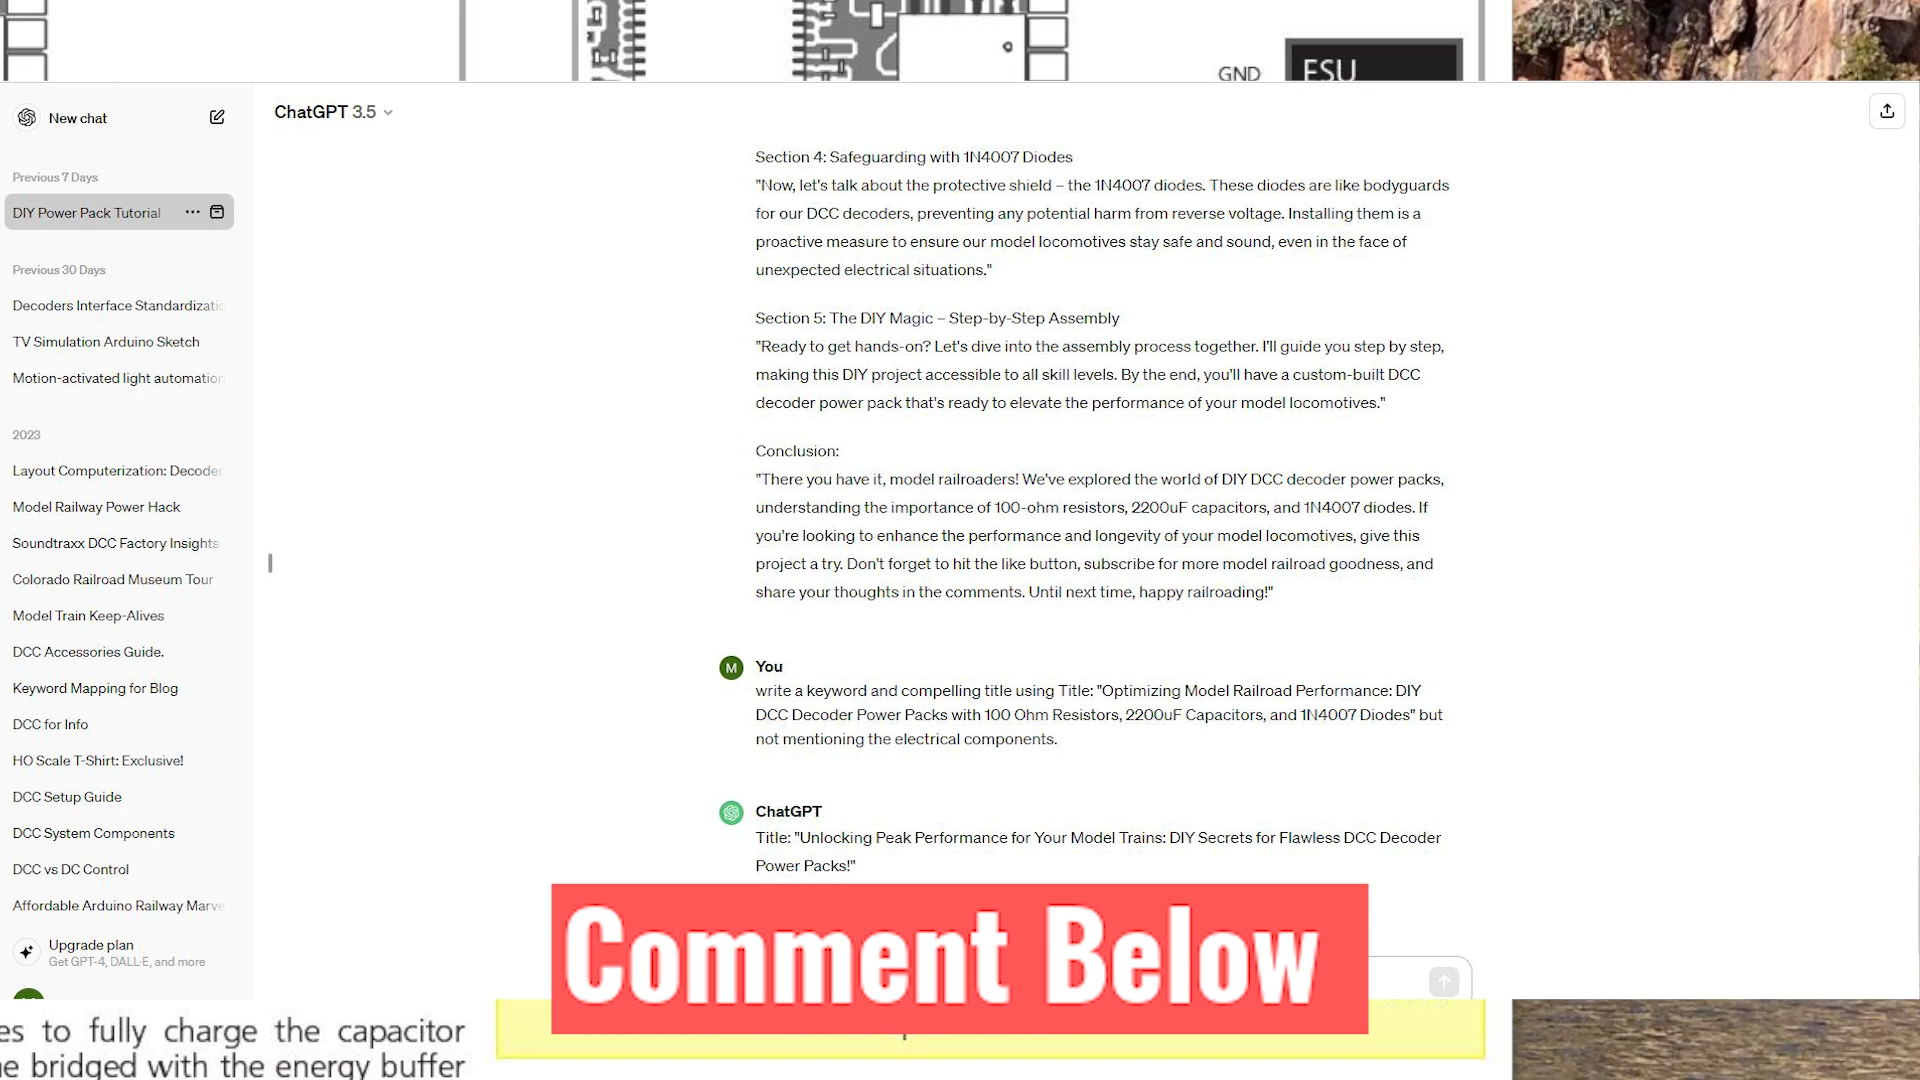 GND
ESU
New chat
ChatGPT 3.5
Previous 7 Days
DIY Power Pack Tutorial
Previous 30 Days
Decoders Interface Standardizatio
TV Simulation Arduino Sketch
Motion-activated light automation
2023
Layout Computerization: Decoder
Model Railway Power Hack
Soundtraxx DCC Factory Insights
Colorado Railroad Museum Tour
Model Train Keep-Alives
DCC Accessories Guide.
Keyword Mapping for Blog
DCC for Info
HO Scale T-Shirt: Exclusive!
DCC Setup Guide
DCC System Components
DCC vs DC Control
Affordable Arduino Railway Marve
Upgrade plan
Get GPT-4, DALL·E, and more
Section 4: Safeguarding with 1N4007 Diodes
"Now, let's talk about the protective shield – the 1N4007 diodes. These diodes are like bodyguards
for our DCC decoders, preventing any potential harm from reverse voltage. Installing them is a
proactive measure to ensure our model locomotives stay safe and sound, even in the face of
unexpected electrical situations."
Section 5: The DIY Magic – Step-by-Step Assembly
"Ready to get hands-on? Let's dive into the assembly process together. I'll guide you step by step,
making this DIY project accessible to all skill levels. By the end, you'll have a custom-built DCC
decoder power pack that's ready to elevate the performance of your model locomotives."
Conclusion:
"There you have it, model railroaders! We've explored the world of DIY DCC decoder power packs,
understanding the importance of 100-ohm resistors, 2200uF capacitors, and 1N4007 diodes. If
you're looking to enhance the performance and longevity of your model locomotives, give this
project a try. Don't forget to hit the like button, subscribe for more model railroad goodness, and
share your thoughts in the comments. Until next time, happy railroading!"
M
You
write a keyword and compelling title using Title: "Optimizing Model Railroad Performance: DIY
DCC Decoder Power Packs with 100 Ohm Resistors, 2200uF Capacitors, and 1N4007 Diodes" but
not mentioning the electrical components.
ChatGPT
Title: "Unlocking Peak Performance for Your Model Trains: DIY Secrets for Flawless DCC Decoder
Power Packs!"
Comment Below
es to fully charge the capacitor
e bridged with the energy buffer